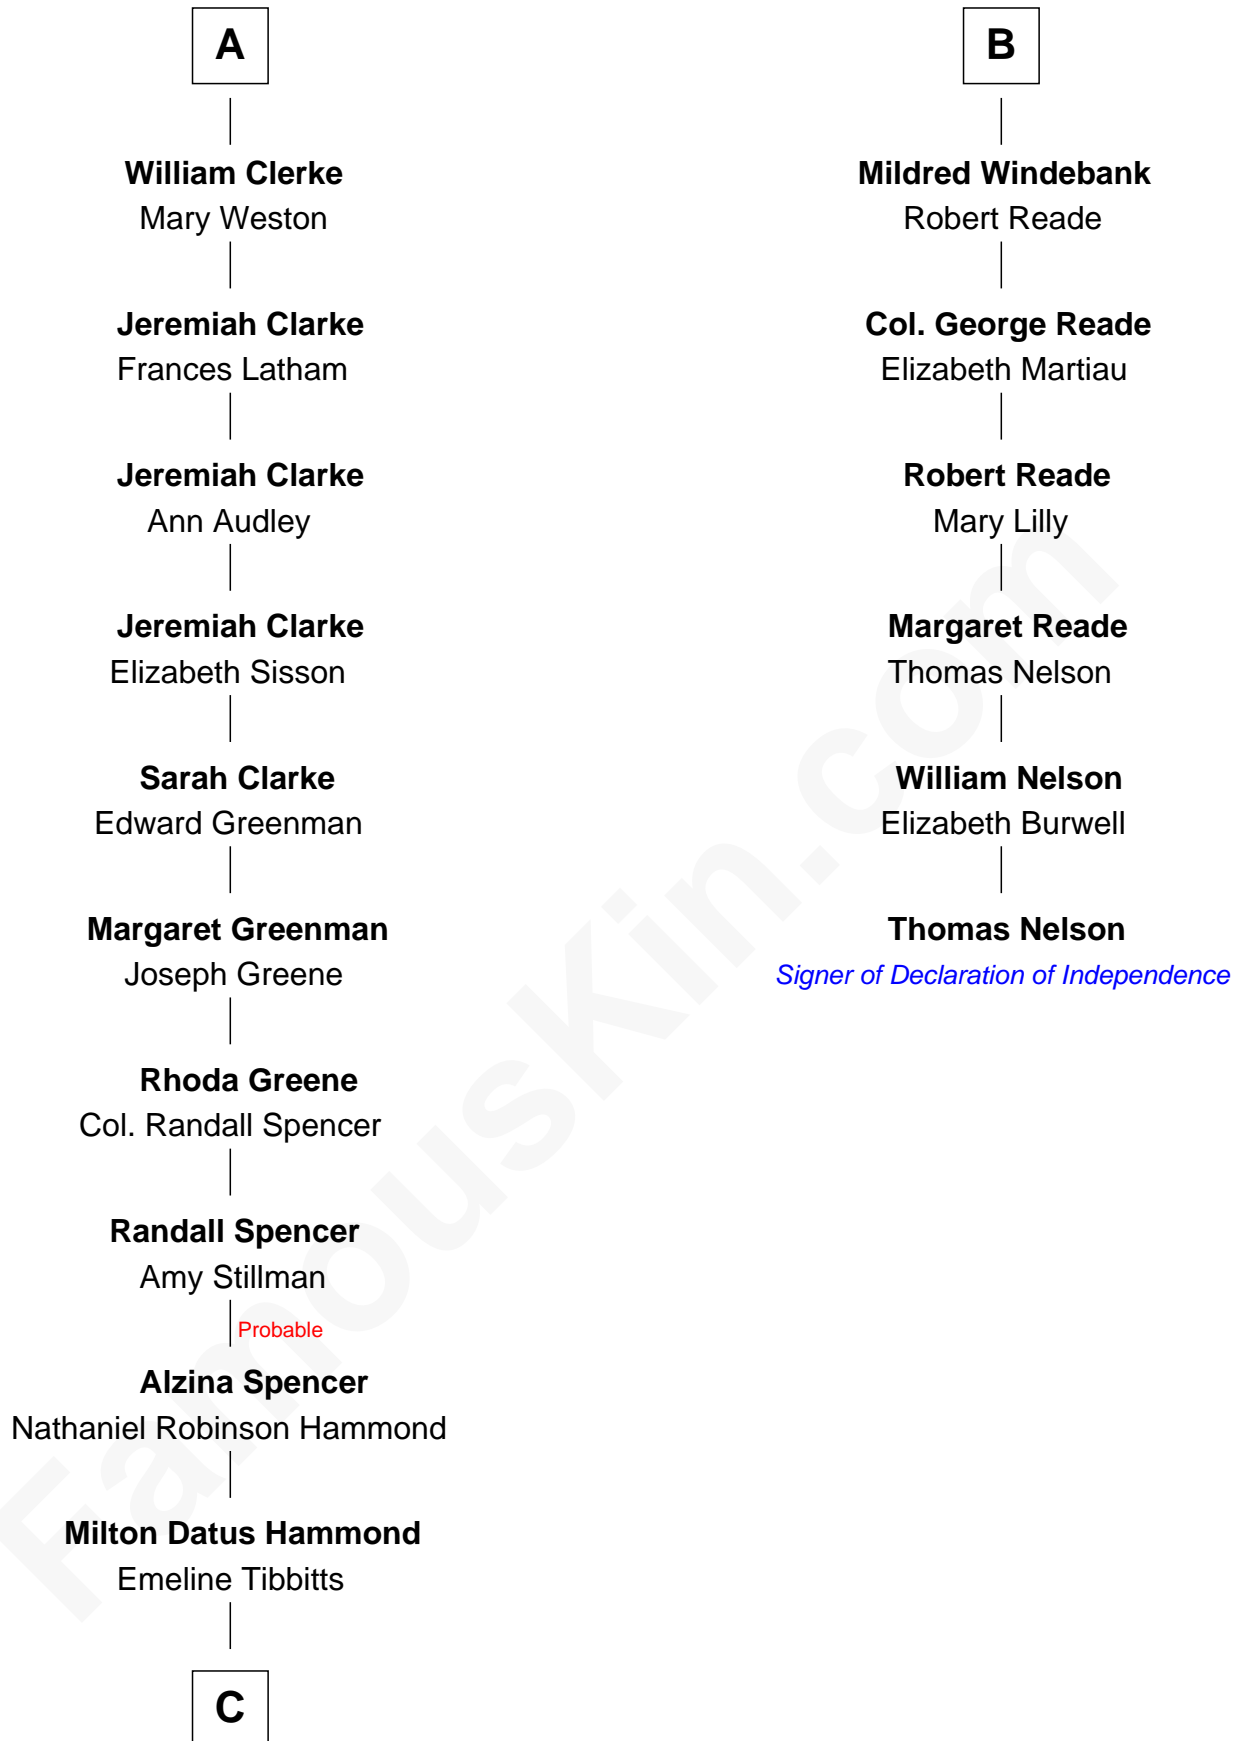 A
William Clerke
Mary Weston
Jeremiah Clarke
Frances Latham
Jeremiah Clarke
Ann Audley
Jeremiah Clarke
Elizabeth Sisson
Sarah Clarke
Edward Greenman
Margaret Greenman
Joseph Greene
Rhoda Greene
Col. Randall Spencer
Randall Spencer
Amy Stillman
Probable
Alzina Spencer
Nathaniel Robinson Hammond
Milton Datus Hammond
Emeline Tibbitts
C
B
Mildred Windebank
Robert Reade
Col. George Reade
Elizabeth Martiau
Robert Reade
Mary Lilly
Margaret Reade
Thomas Nelson
William Nelson
Elizabeth Burwell
Thomas Nelson
Signer of Declaration of Independence
FamousKin.com